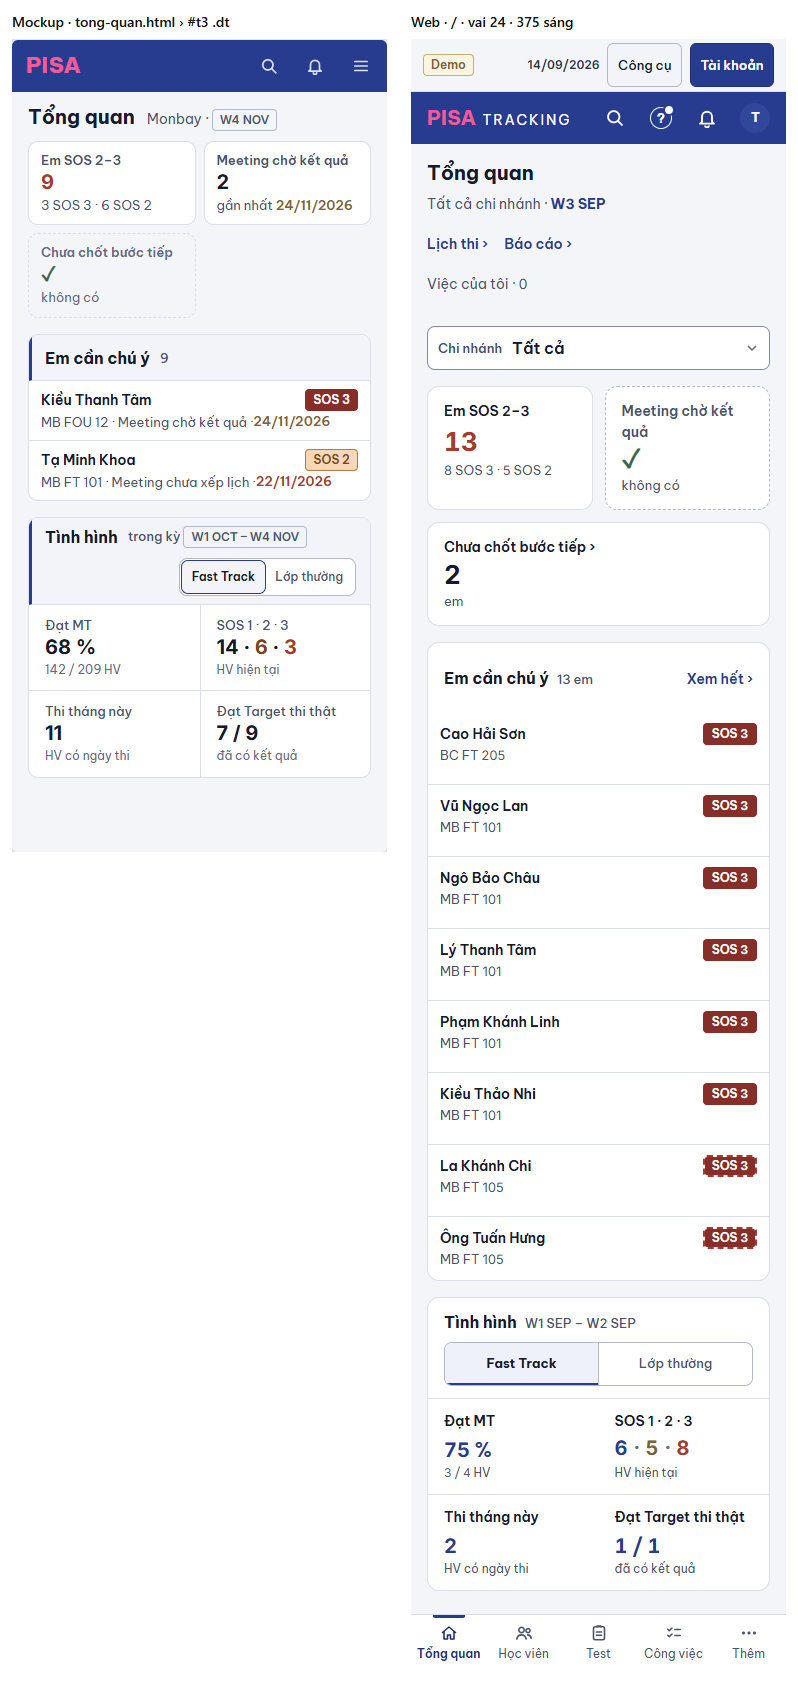 Mockup · tong-quan.html › #t3 .dt
PISA
Tổng quan Monbay · W4 NOV
Em SOS 2–3
9
3 SOS 3 · 6 SOS 2
Meeting chờ kết quả
2
gần nhất 24/11/2026
Chưa chốt bước tiếp
✓
không có
Em cần chú ý 9
Kiều Thanh Tâm SOS 3
MB FOU 12 · Meeting chờ kết quả ·24/11/2026
Tạ Minh Khoa SOS 2
MB FT 101 · Meeting chưa xếp lịch ·22/11/2026
Tình hình trong kỳ W1 OCT – W4 NOV
Fast Track Lớp thường
Đạt MT
68 %
142 / 209 HV
SOS 1 · 2 · 3
14 · 6 · 3
HV hiện tại
Thi tháng này
11
HV có ngày thi
Đạt Target thi thật
7 / 9
đã có kết quả
Web · / · vai 24 · 375 sáng
Demo 14/09/2026 Công cụ Tài khoản
PISA TRACKING ? T
Tổng quan
Tất cả chi nhánh · W3 SEP
Lịch thi › Báo cáo ›
Việc của tôi · 0
Chi nhánh Tất cả
Em SOS 2–3
13
8 SOS 3 · 5 SOS 2
Meeting chờ kết
quả
✓
không có
Chưa chốt bước tiếp ›
2
em
Em cần chú ý 13 em Xem hết ›
Cao Hải Sơn SOS 3
BC FT 205
Vũ Ngọc Lan SOS 3
MB FT 101
Ngô Bảo Châu SOS 3
MB FT 101
Lý Thanh Tâm SOS 3
MB FT 101
Phạm Khánh Linh SOS 3
MB FT 101
Kiều Thảo Nhi SOS 3
MB FT 101
La Khánh Chi SOS 3
MB FT 105
Ông Tuấn Hưng SOS 3
MB FT 105
Tình hình W1 SEP – W2 SEP
Fast Track Lớp thường
Đạt MT
75 %
3 / 4 HV
SOS 1 · 2 · 3
6 · 5 · 8
HV hiện tại
Thi tháng này
2
HV có ngày thi
Đạt Target thi thật
1 / 1
đã có kết quả
Tổng quan Học viên Test Công việc Thêm